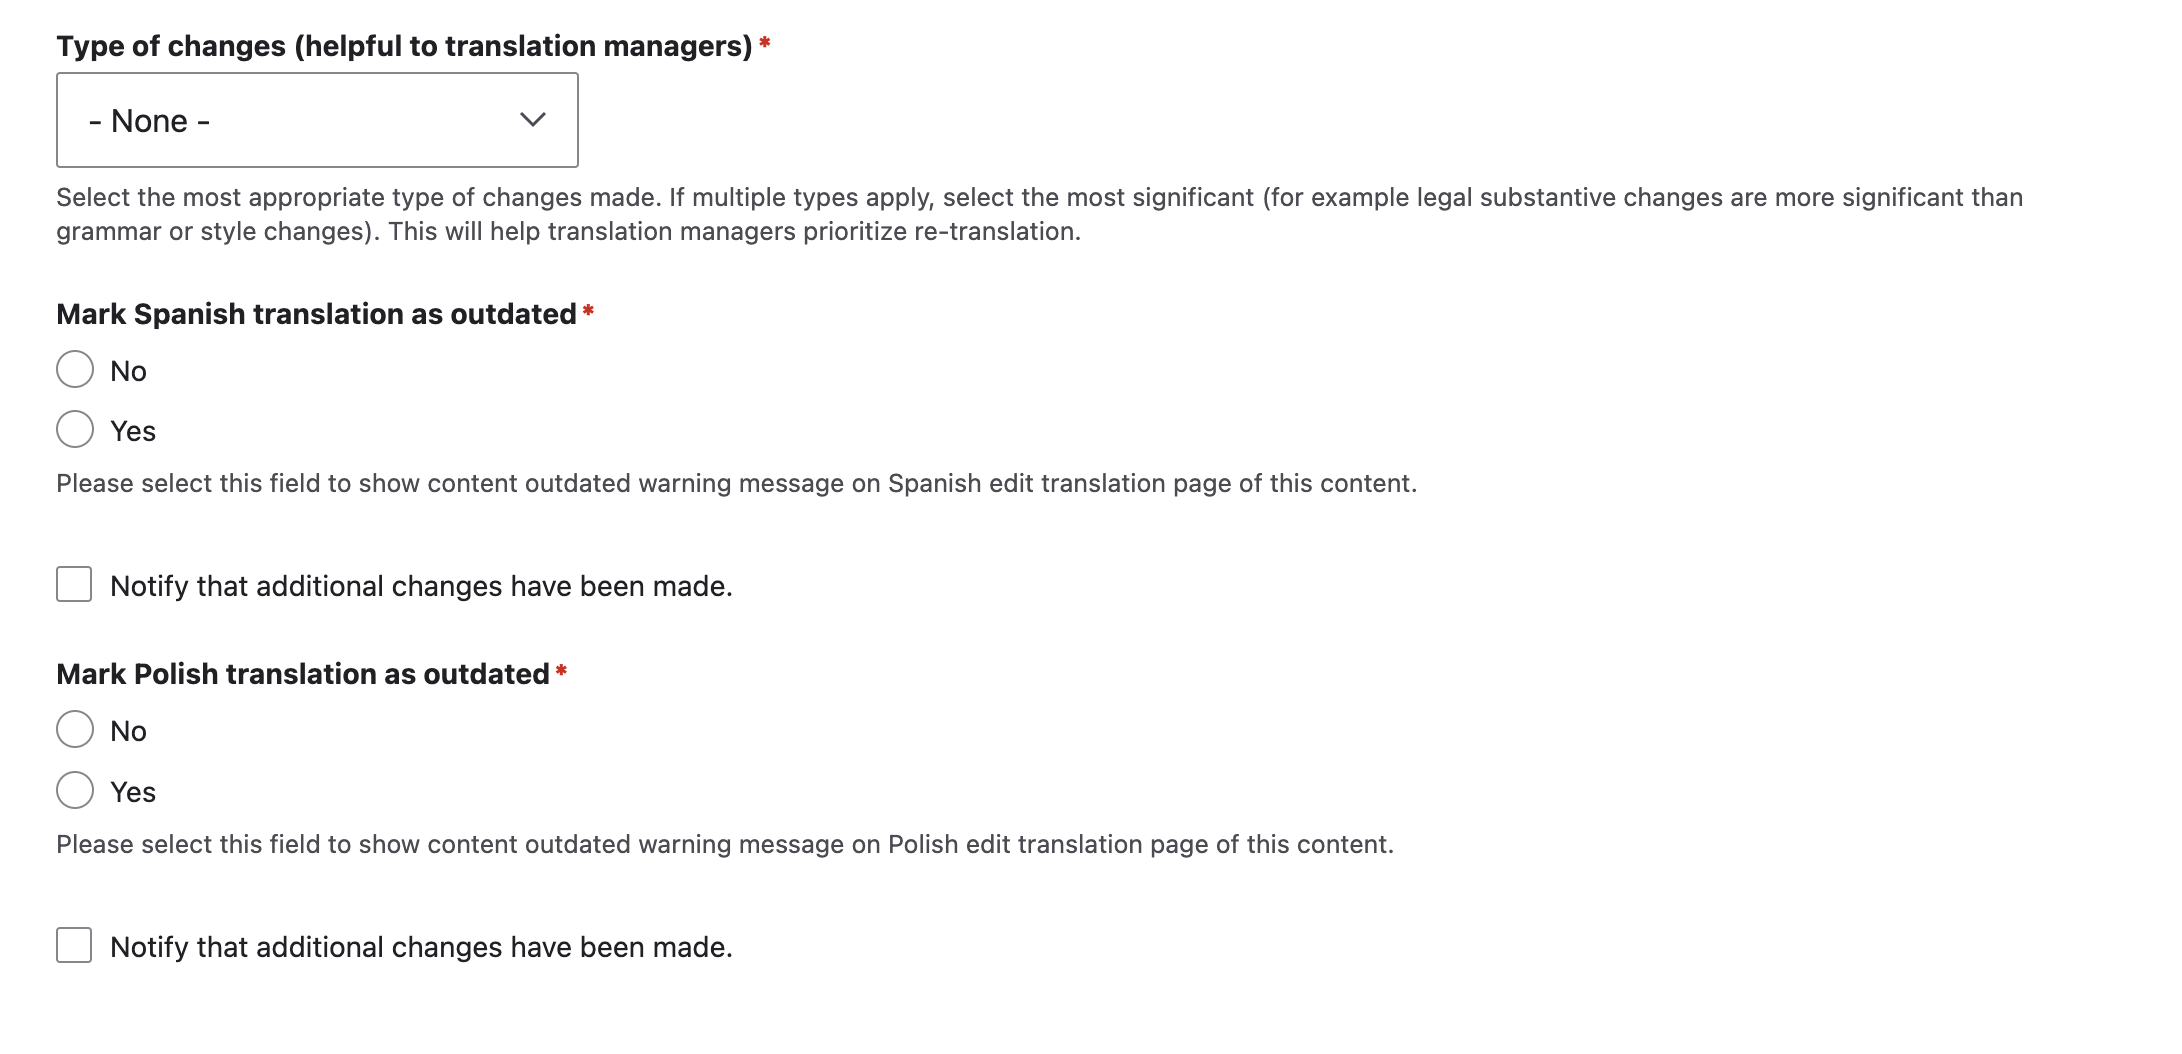 Type of changes (helpful to translation managers)*
- None -
Select the most appropriate type of changes made. If multiple types apply, select the most significant (for example legal substantive changes are more significant than
grammar or style changes). This will help translation managers prioritize re-translation.
Mark Spanish translation as outdated*
No
Yes
Please select this field to show content outdated warning message on Spanish edit translation page of this content.
Notify that additional changes have been made.
Mark Polish translation as outdated*
No
Yes
Please select this field to show content outdated warning message on Polish edit translation page of this content.
Notify that additional changes have been made.